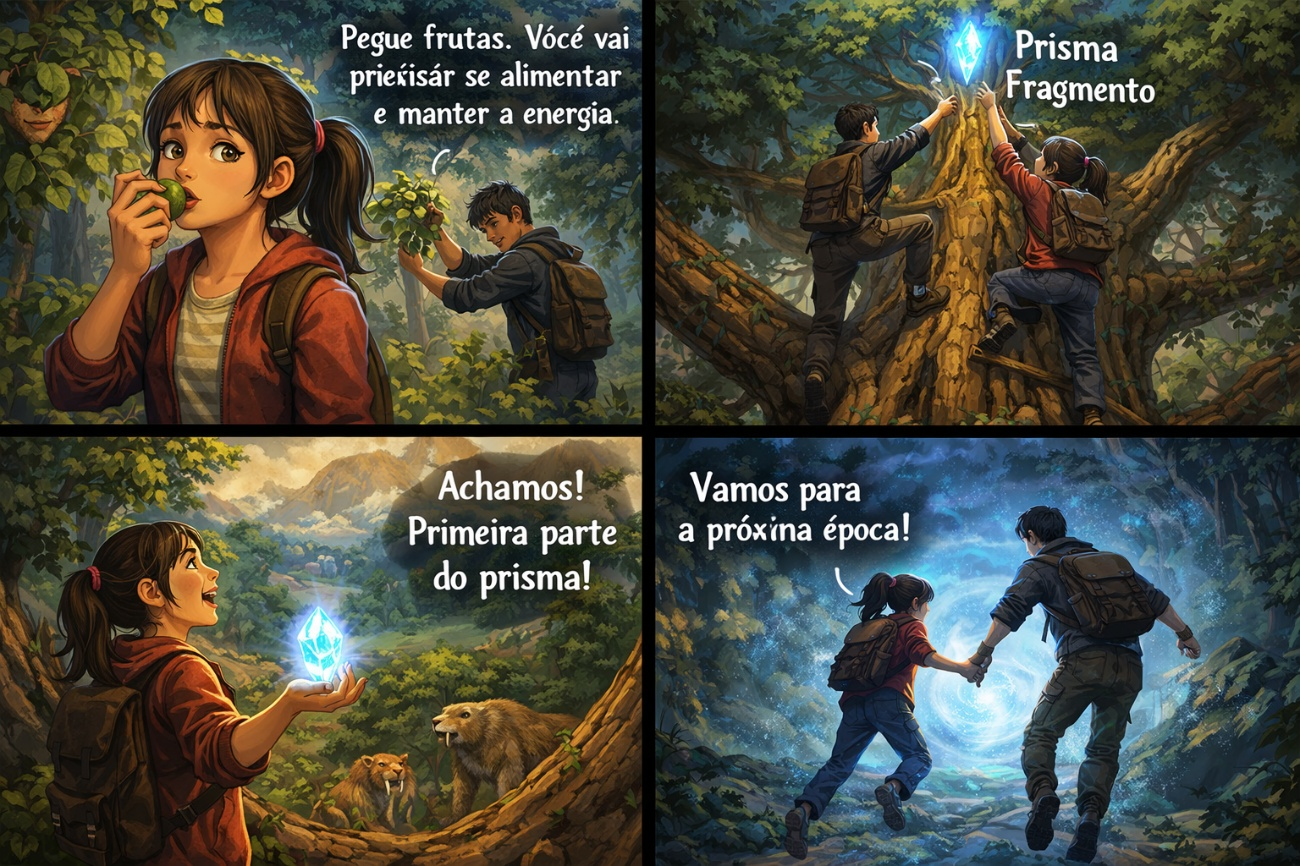 Pegue frutas. Vócé vai
priekisár se alimentar
e manter a energia.
Prisma
Fragmento
Achamos!
Primeira parte
do prisma!
Vamos para
a próxina época!